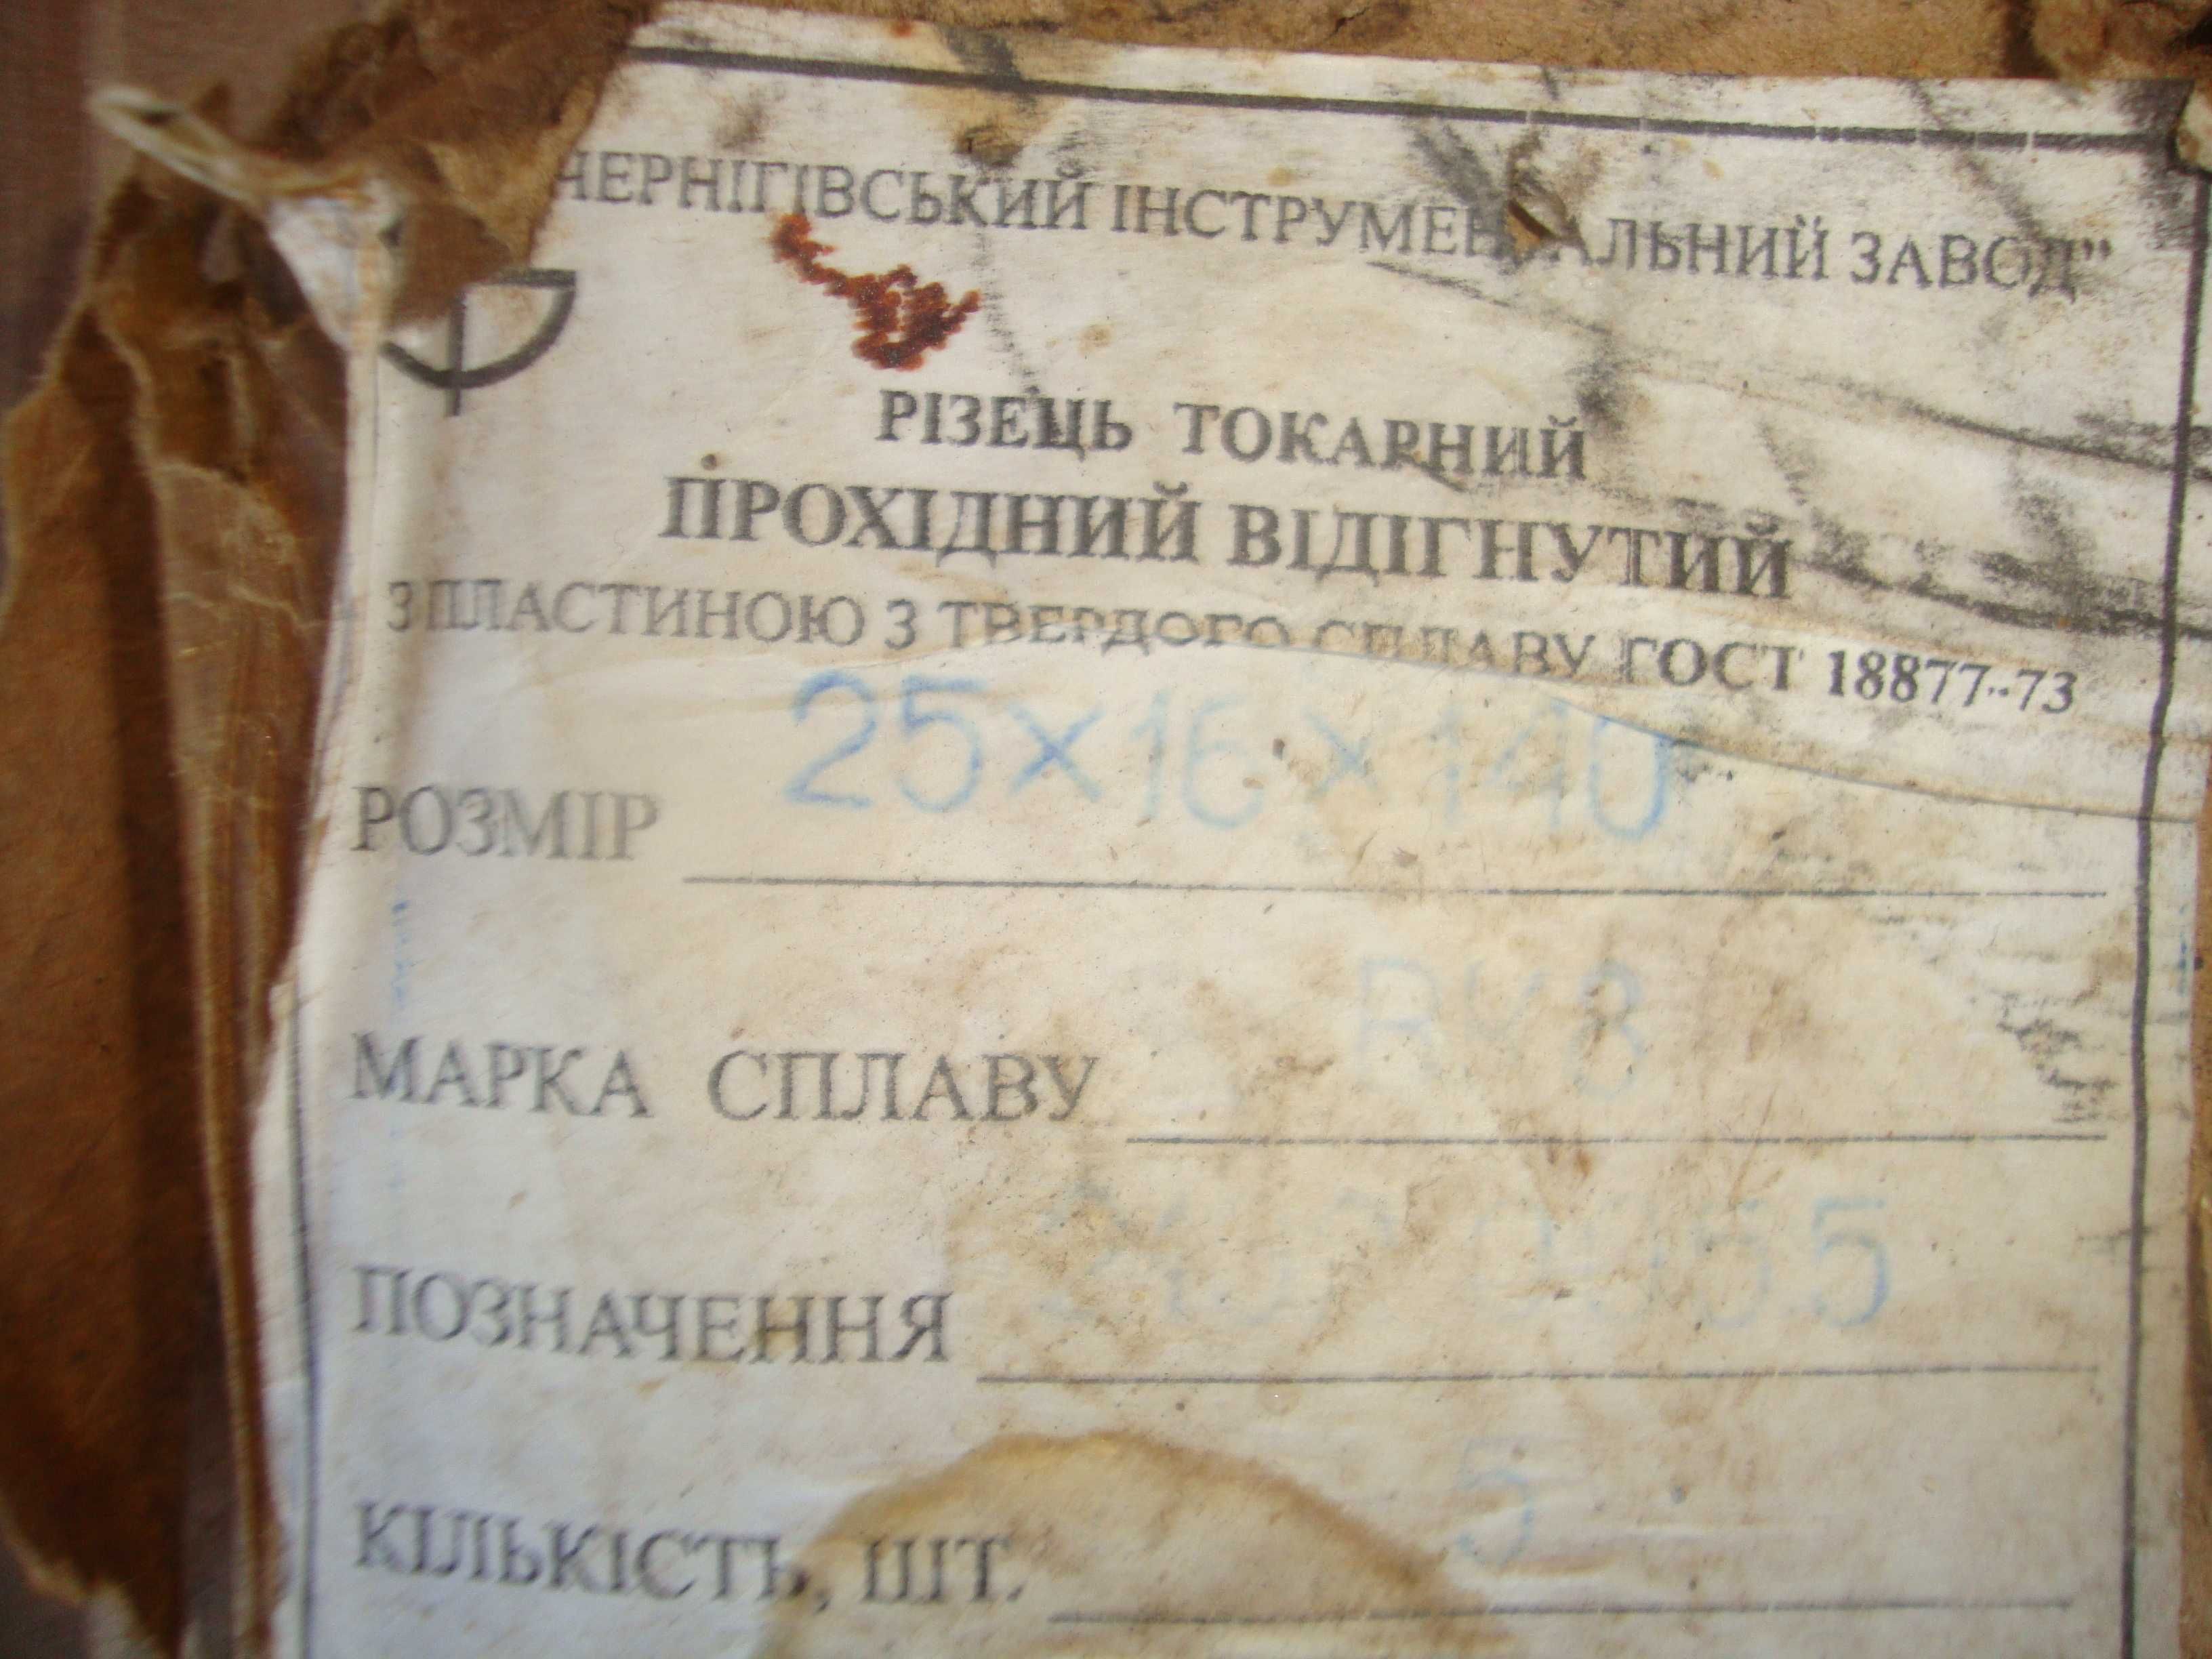 ЧЕРНІГІВСЬКИЙ ІНСТРУМЕНТАЛЬНИЙ ЗАВОД"
РІЗЕЦЬ ТОКАРНИЙ
ПРОХІДНИЙ ВІДІГНУТИЙ
З ПЛАСТИНОЮ З ТВЕРДОГО СПЛАВУ ГОСТ 18877-73
РОЗМІР 25×16×140
МАРКА СПЛАВУ ВК8
ПОЗНАЧЕННЯ
КІЛЬКІСТЬ, ШТ. 5